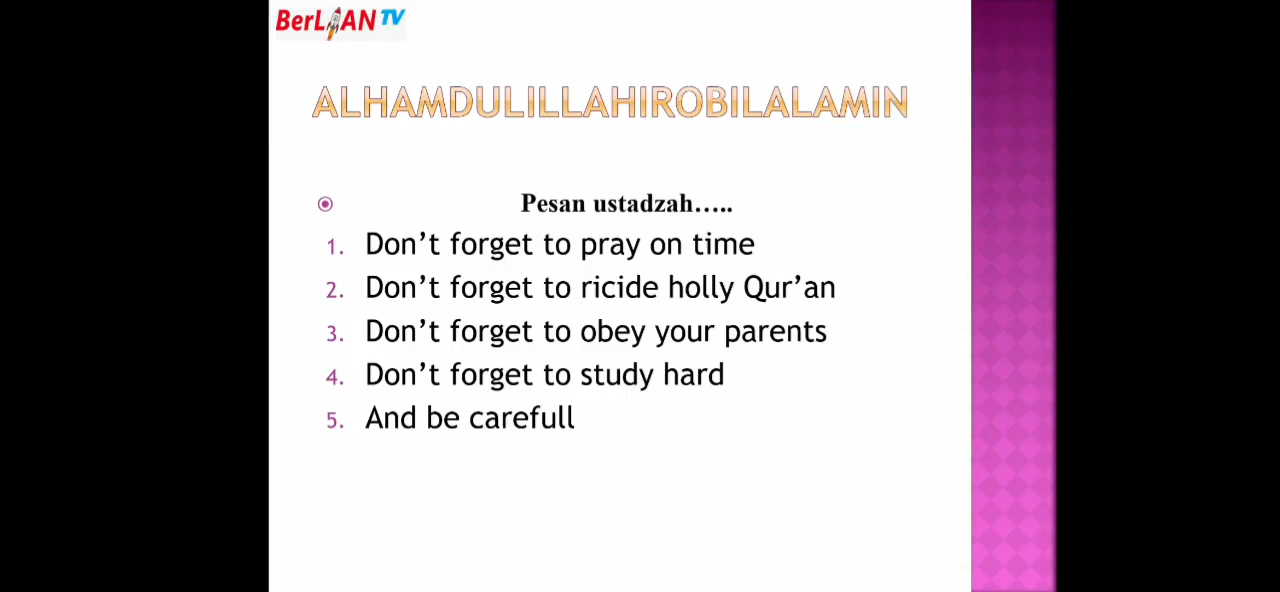 BerLiAN TV
ALHAMDULILLAHIROBILALAMIN
Pesan ustadzah…..
1. Don't forget to pray on time
2. Don't forget to ricide holly Qur'an
3. Don't forget to obey your parents
4. Don't forget to study hard
5. And be carefull